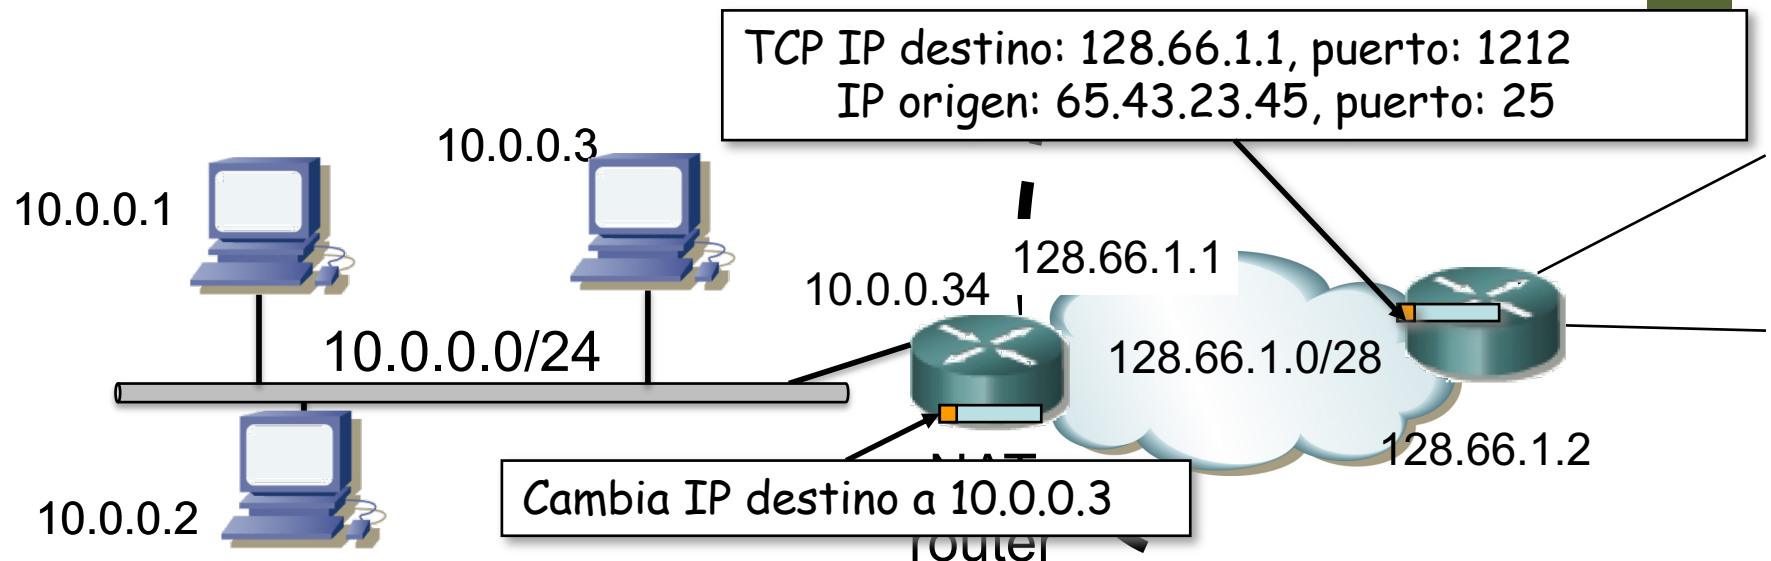 TCP IP destino: 128.66.1.1, puerto: 1212
IP origen: 65.43.23.45, puerto: 25
10.0.0.3
10.0.0.1
128.66.1.1
10.0.0.34
10.0.0.0/24
128.66.1.0/28
128.66.1.2
NAT
Cambia IP destino a 10.0.0.3
10.0.0.2
router